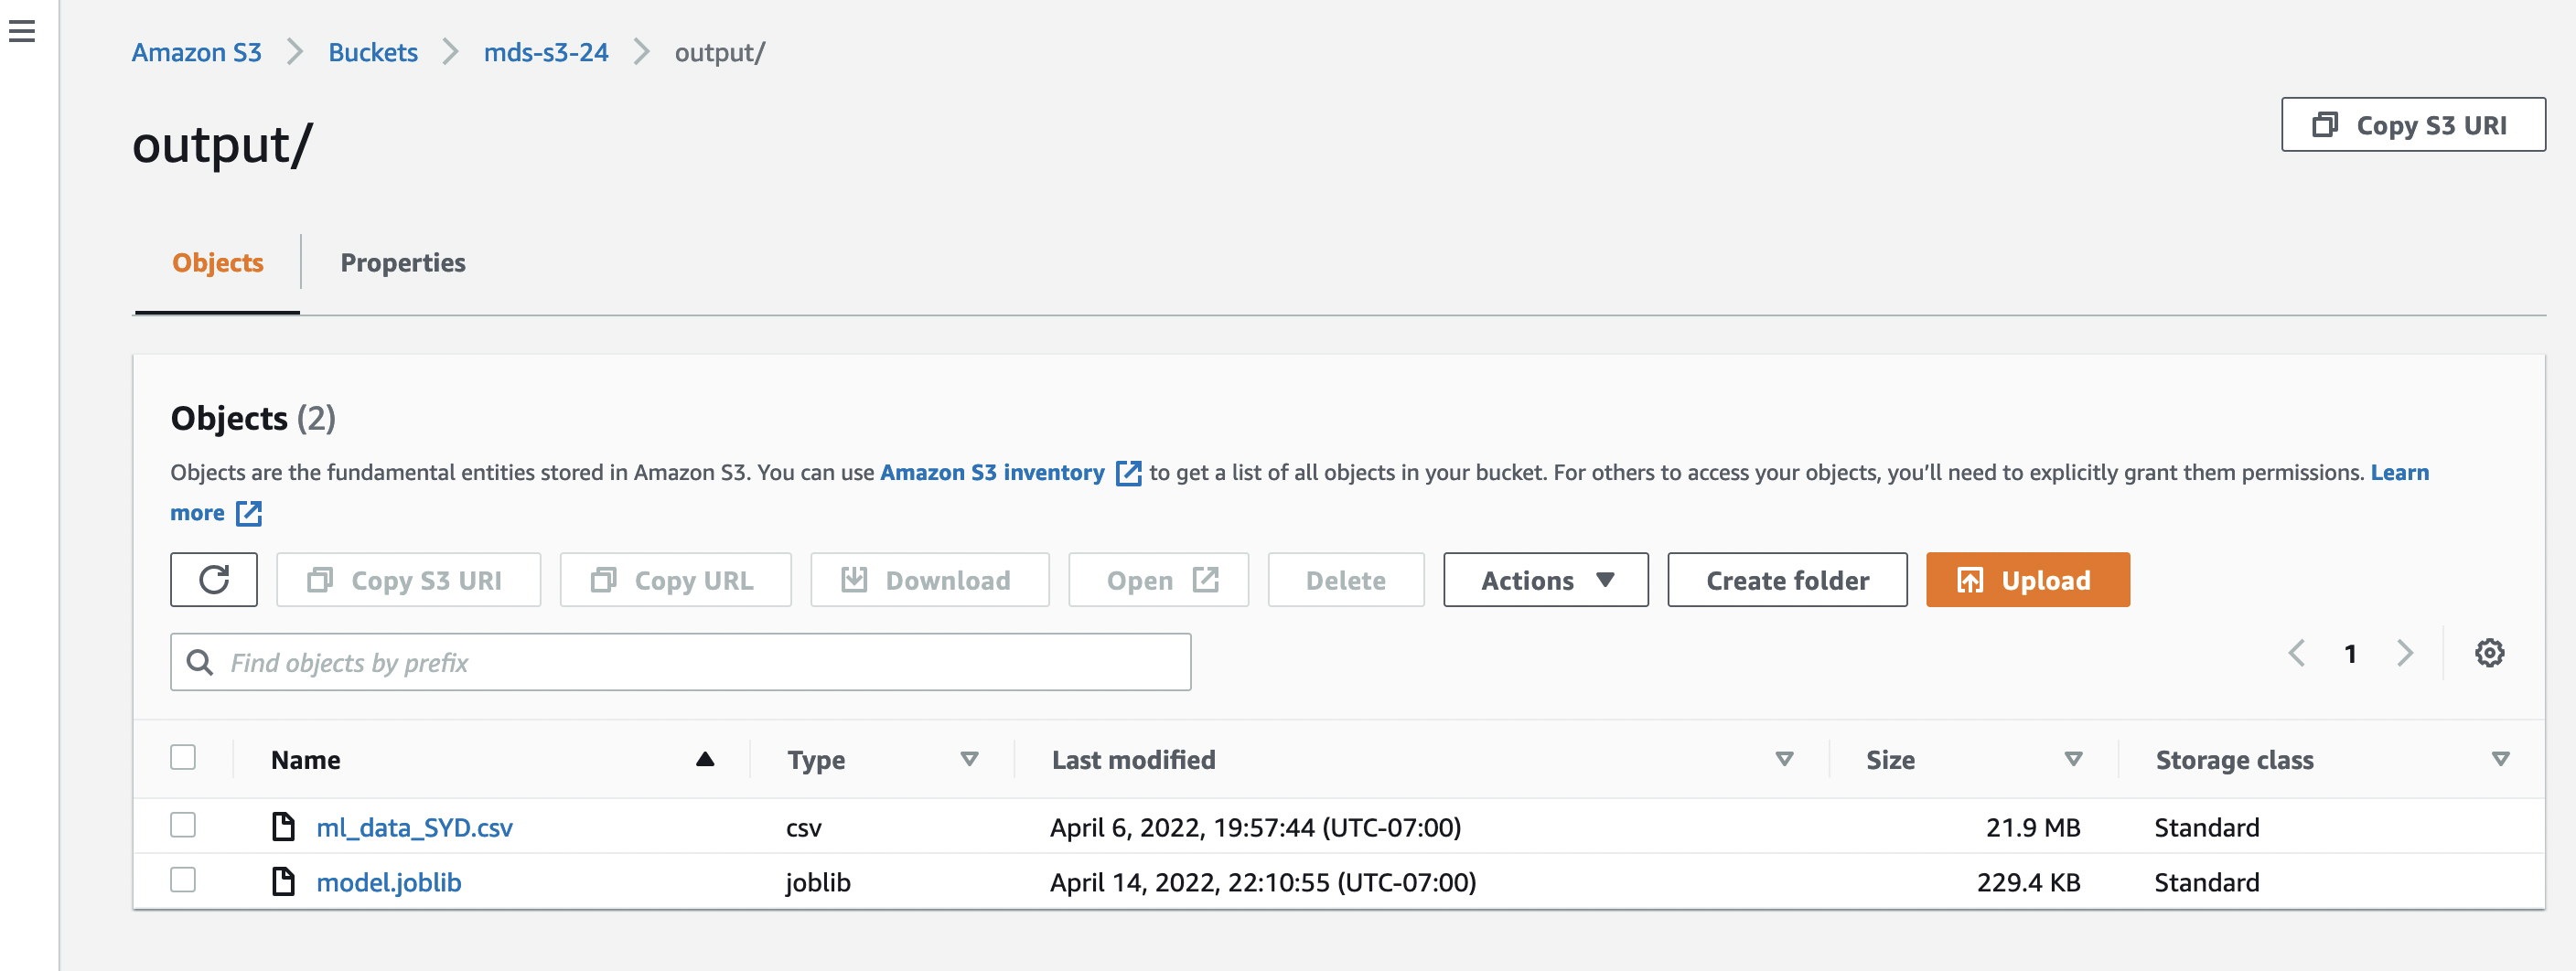 Amazon S3 Buckets mds-s3-24 output/
output/
Copy S3 URI
Objects Properties
Objects (2)
Objects are the fundamental entities stored in Amazon S3. You can use Amazon S3 inventory to get a list of all objects in your bucket. For others to access your objects, you’ll need to explicitly grant them permissions. Learn
more
Copy S3 URI Copy URL Download Open Delete Actions Create folder Upload
Find objects by prefix 1
Name Type Last modified Size Storage class
ml_data_SYD.csv csv April 6, 2022, 19:57:44 (UTC-07:00) 21.9 MB Standard
model.joblib joblib April 14, 2022, 22:10:55 (UTC-07:00) 229.4 KB Standard